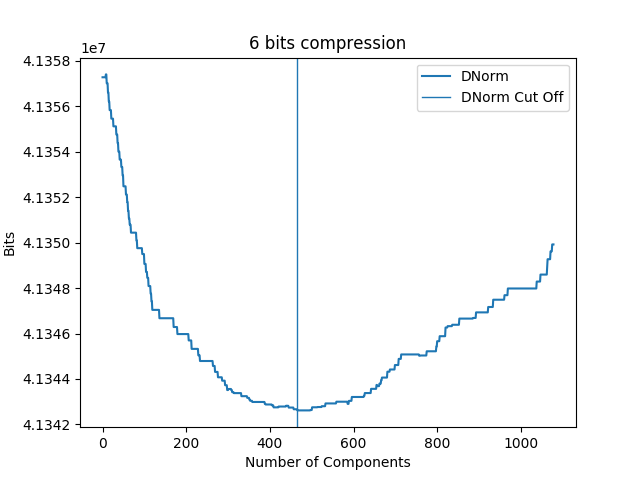 6 bits compression
1e7
DNorm
DNorm Cut Off
4.1358
4.1356
4.1354
4.1352
4.1350
4.1348
4.1346
4.1344
4.1342
Bits
0 200 400 600 800 1000
Number of Components